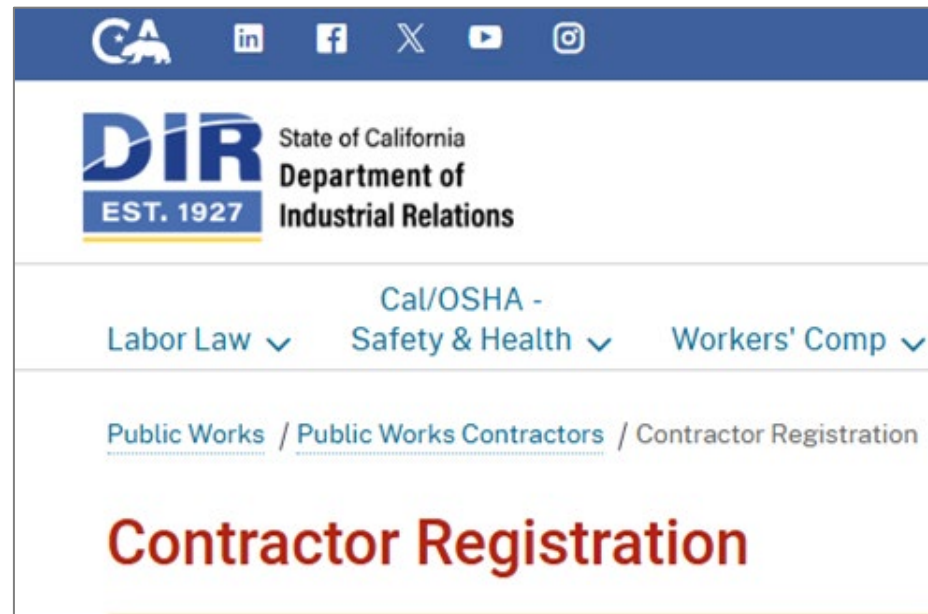 CA
in f X
DIR
EST. 1927
State of California
Department of
Industrial Relations
Labor Law
Cal/OSHA -
Safety & Health
Workers' Comp
Public Works / Public Works Contractors / Contractor Registration
Contractor Registration